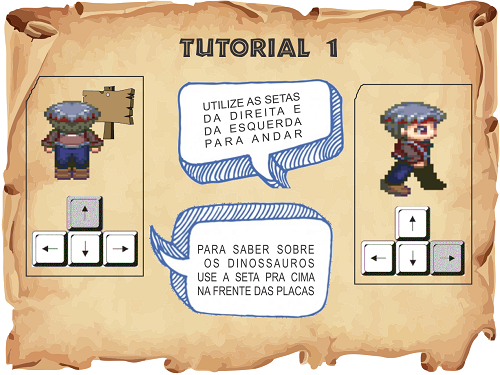 TUTORIAL 1
UTILIZE AS SETAS
DA DIREITA E
DA ESQUERDA
PARA ANDAR
PARA SABER SOBRE
OS DINOSSAUROS
USE A SETA PRA CIMA
NA FRENTE DAS PLACAS